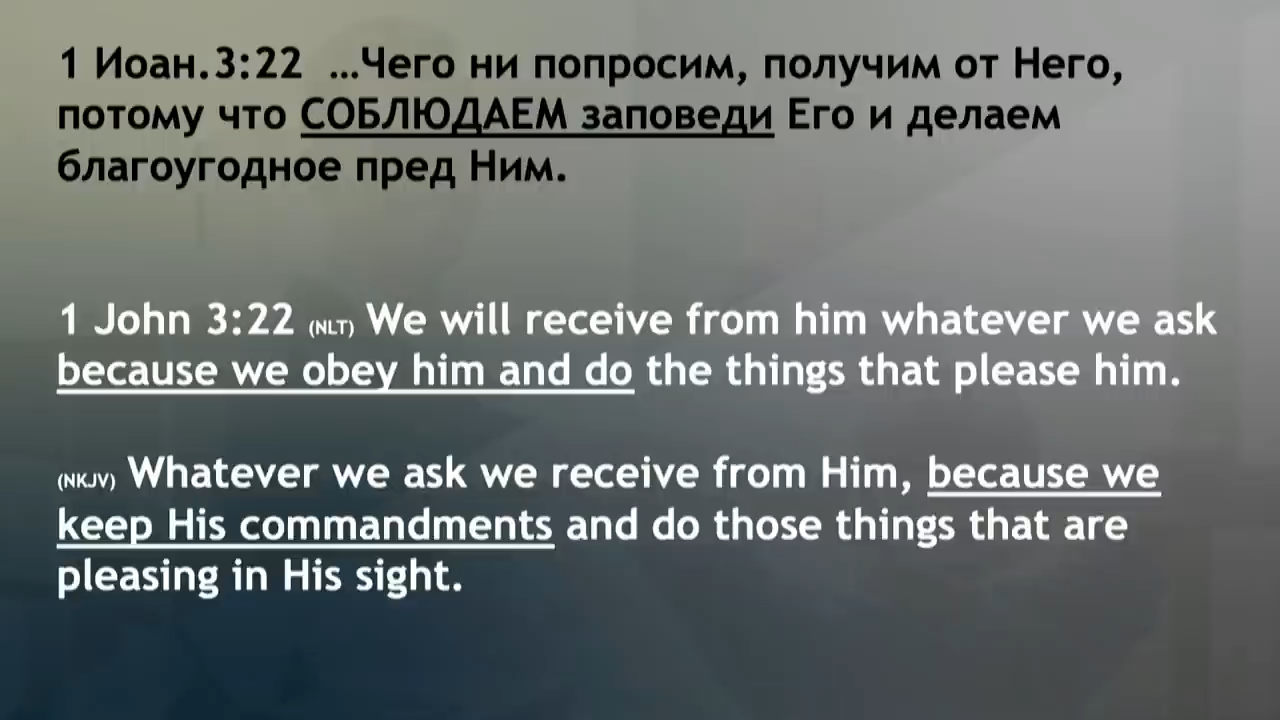 1 Иоан.3:22 …Чего ни попросим, получим от Него,
потому что СОБЛЮДАЕМ заповеди Его и делаем
благоугодное пред Ним.
1 John 3:22 (NLT) We will receive from him whatever we ask
because we obey him and do the things that please him.
(NKJV) Whatever we ask we receive from Him, because we
keep His commandments and do those things that are
pleasing in His sight.